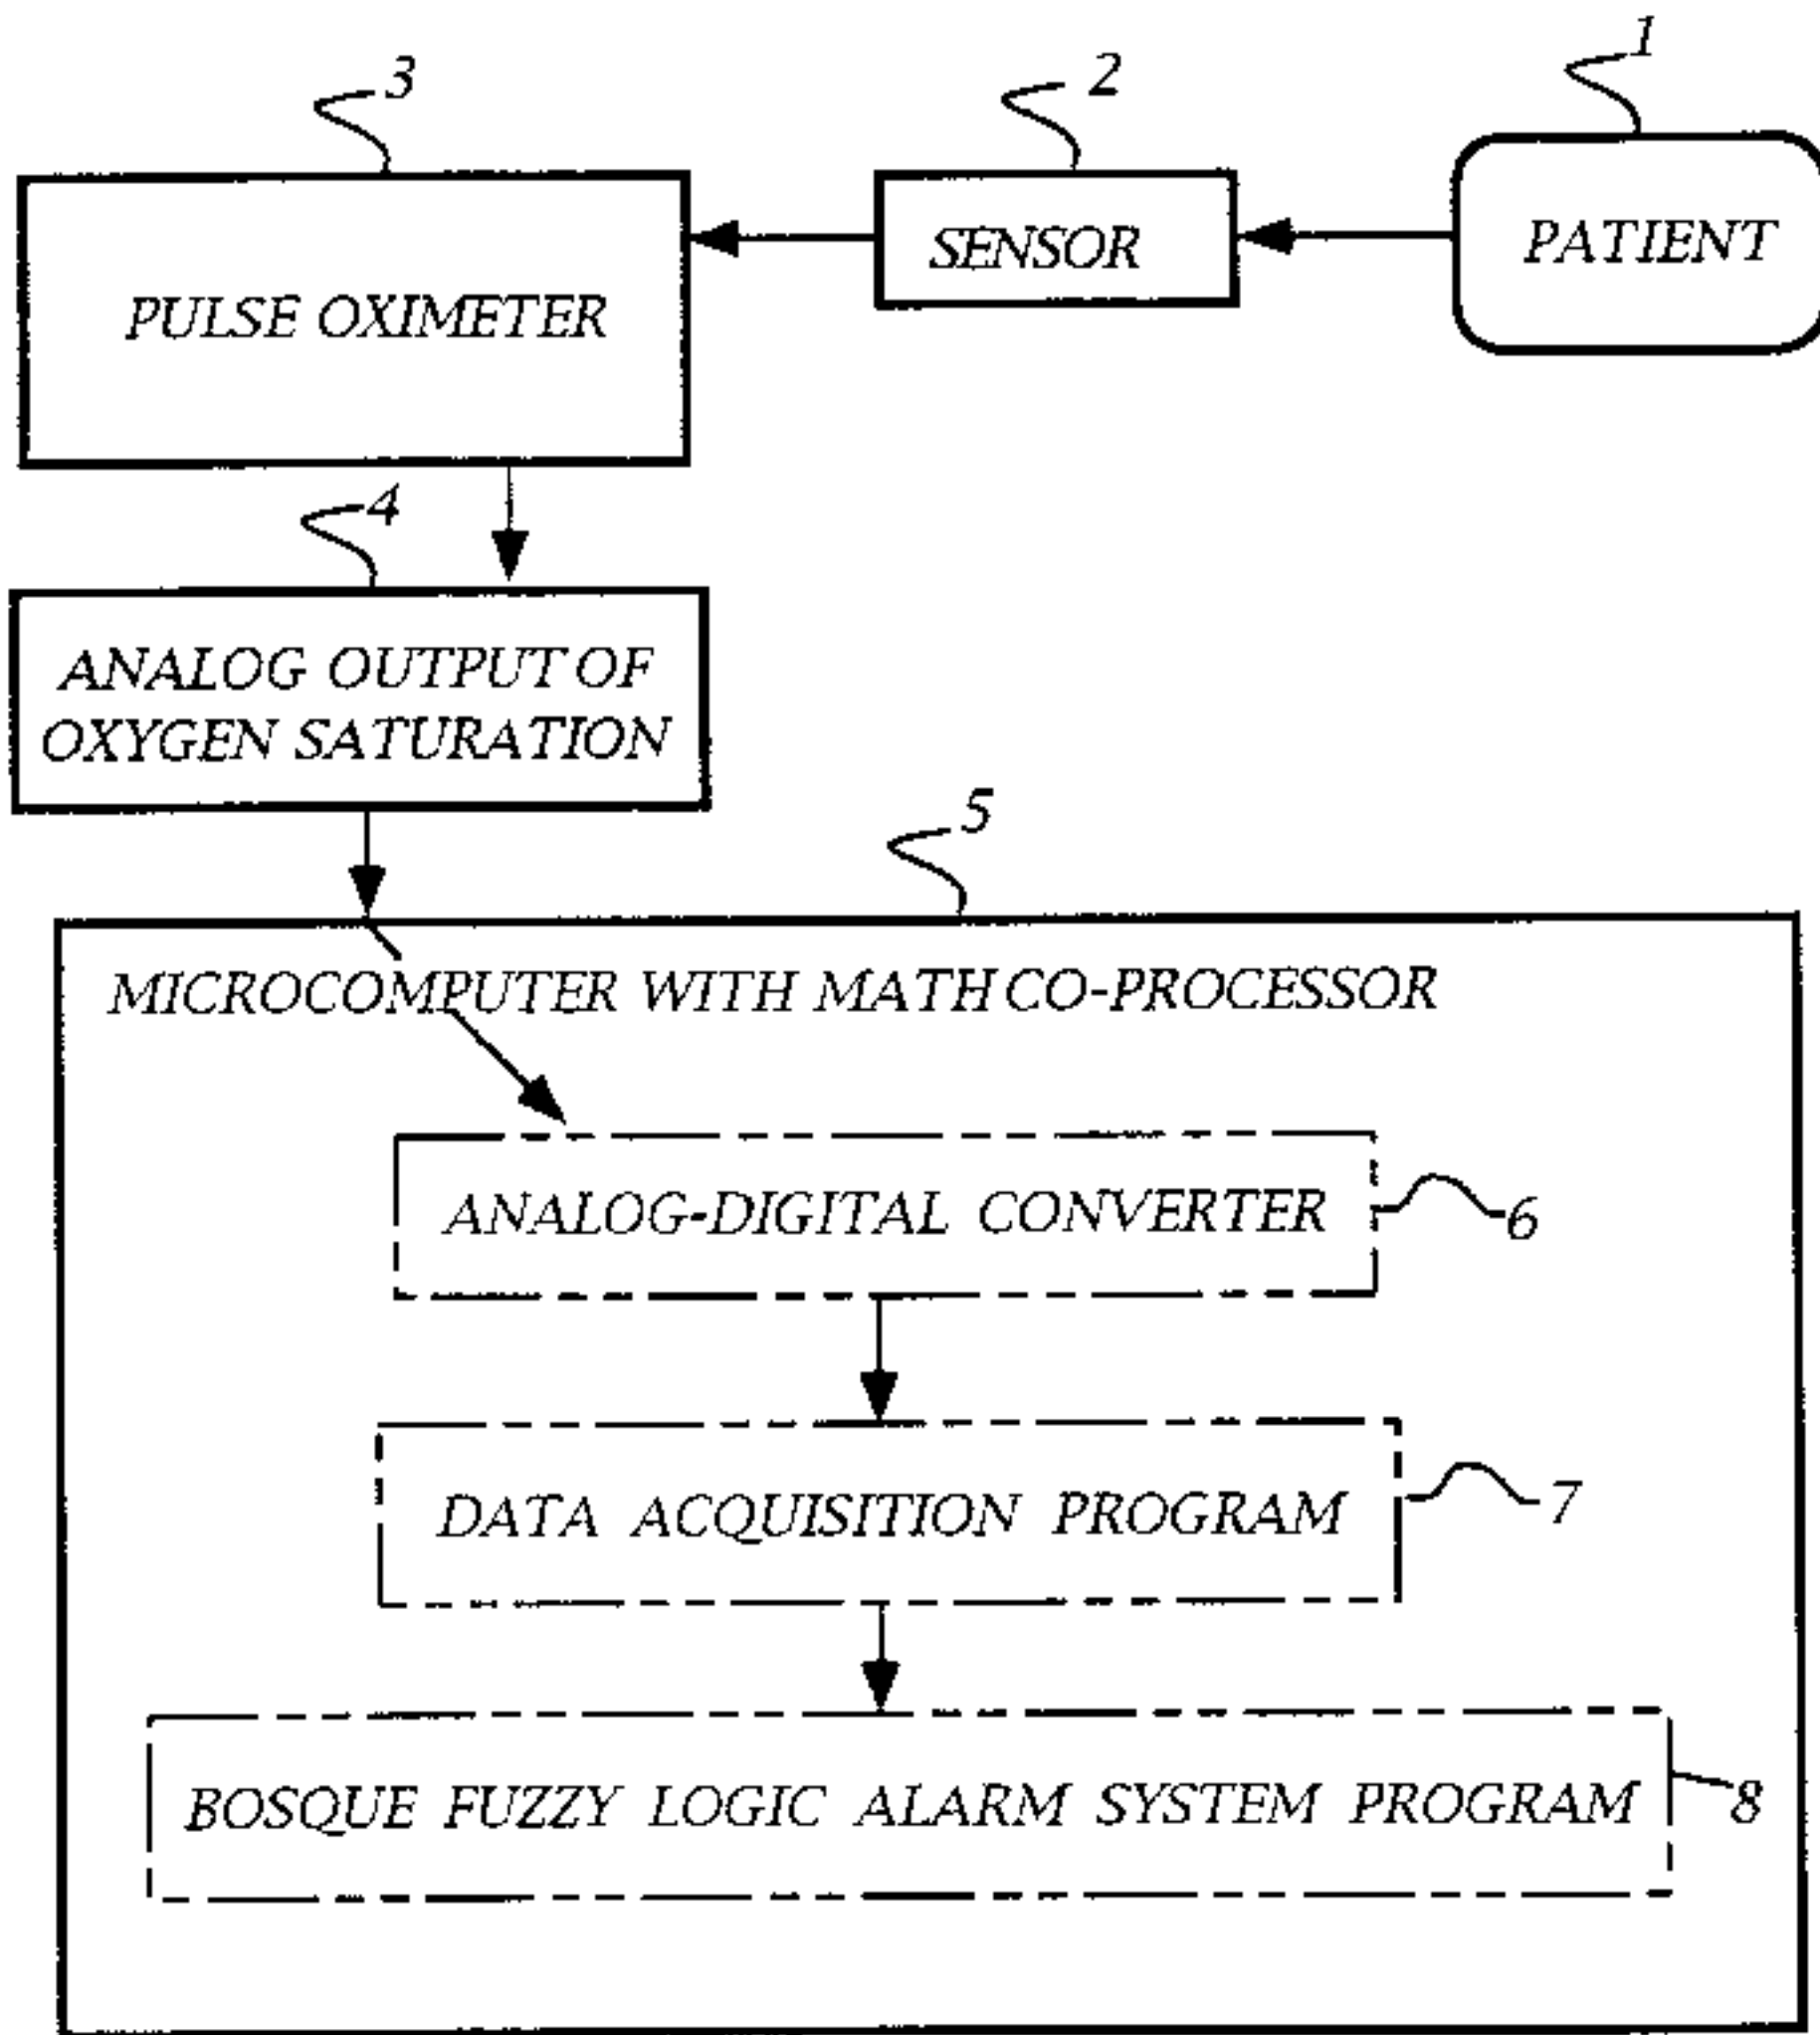 1
2
3
PATIENT
SENSOR
PULSE OXIMETER
4
ANALOG OUTPUT OF
OXYGEN SATURATION
5
MICROCOMPUTER WITH MATH CO-PROCESSOR
ANALOG-DIGITAL CONVERTER
6
DATA ACQUISITION PROGRAM
7
BOSQUE FUZZY LOGIC ALARM SYSTEM PROGRAM
8